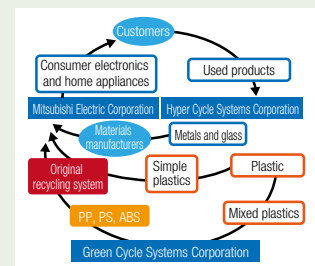 Customers
Consumer electronics
and home appliances
Used products
Mitsubishi Electric Corporation
Hyper Cycle Systems Corporation
Materials
manufacturers
Metals and glass
Original
recycling system
Simple
plastics
Plastic
PP, PS, ABS
Mixed plastics
Green Cycle Systems Corporation